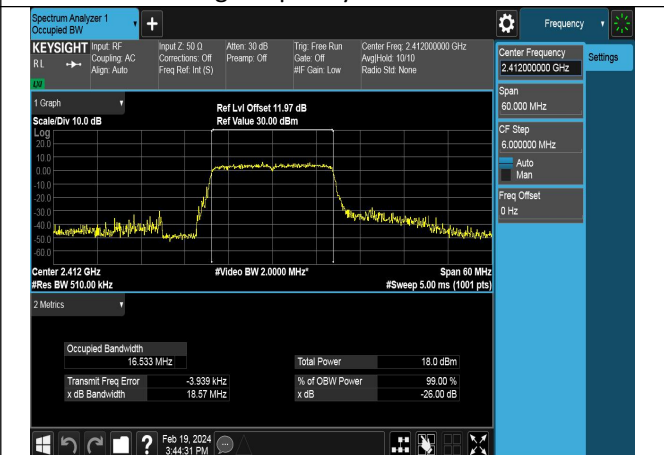 Spectrum Analyzer 1
Occupied BW
+
Frequency
KEYSIGHT
RL
Input: RF
Coupling: AC
Align: Auto
Input Z: 50 Ω
Corrections: Off
Freq Ref: Int (S)
Atten: 30 dB
Preamp: Off
Trig: Free Run
Gate: Off
#IF Gain: Low
Center Freq: 2.412000000 GHz
Avg|Hold: 10/10
Radio Std: None
Center Frequency
2.412000000 GHz
Settings
Span
60.000 MHz
CF Step
6.000000 MHz
Auto
Man
Freq Offset
0 Hz
1 Graph
Scale/Div 10.0 dB
Ref Lvl Offset 11.97 dB
Ref Value 30.00 dBm
Log
20.0
10.0
0.00
-10.0
-20.0
-30.0
-40.0
-50.0
-60.0
Center 2.412 GHz
#Video BW 2.0000 MHz*
Span 60 MHz
#Res BW 510.00 kHz
#Sweep 5.00 ms (1001 pts)
2 Metrics
Occupied Bandwidth
16.533 MHz
Total Power 18.0 dBm
Transmit Freq Error -3.939 kHz
% of OBW Power 99.00 %
x dB Bandwidth 18.57 MHz
x dB -26.00 dB
?
Feb 19, 2024
3:44:31 PM